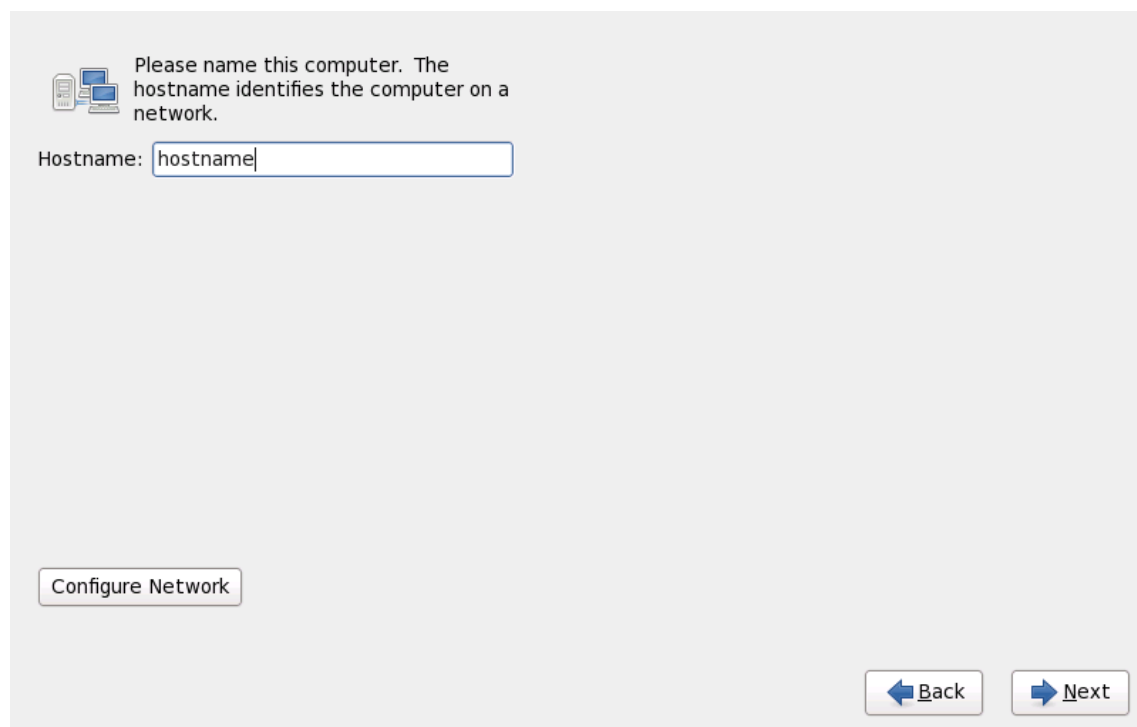 Please name this computer.  The
hostname identifies the computer on a
network.
Hostname: hostname
Configure Network
Back Next